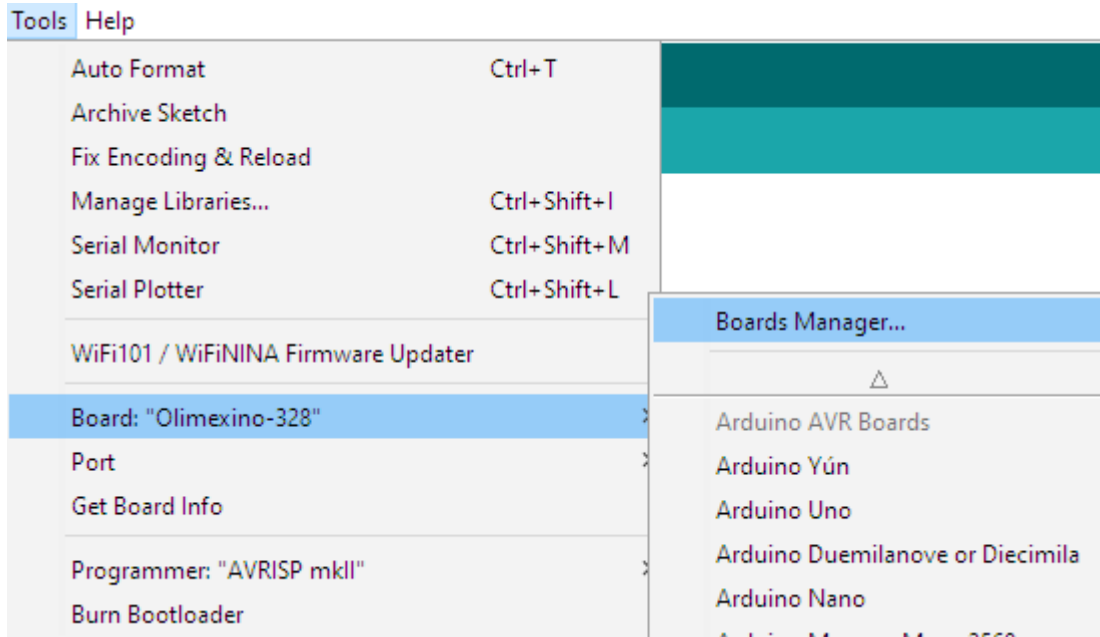 Tools Help
Auto Format Ctrl+T
Archive Sketch
Fix Encoding & Reload
Manage Libraries... Ctrl+Shift+I
Serial Monitor Ctrl+Shift+M
Serial Plotter Ctrl+Shift+L
WiFi101 / WiFiNINA Firmware Updater
Board: "Olimexino-328"
Port
Get Board Info
Programmer: "AVRISP mkII"
Burn Bootloader
Boards Manager...
Arduino AVR Boards
Arduino Yún
Arduino Uno
Arduino Duemilanove or Diecimila
Arduino Nano